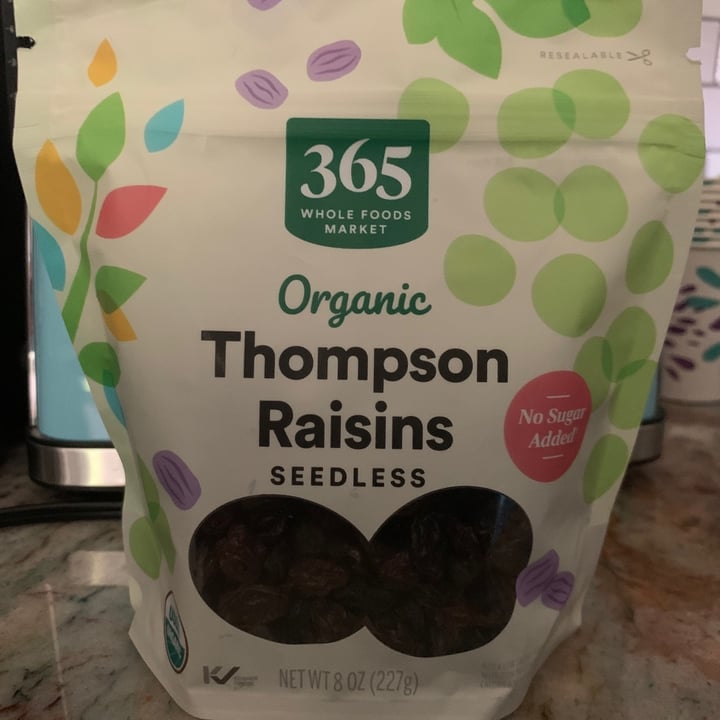 RESEALABLE
365
WHOLE FOODS
MARKET
Organic
Thompson
Raisins
SEEDLESS
No Sugar
Added
NET WT 8 OZ (227g)